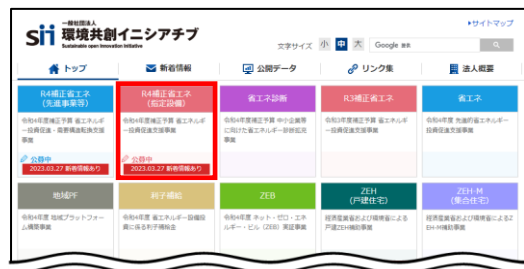 ▶サイトマップ
一般社団法人
sii 環境共創イニシアチブ
Sustainable open Innovation Initiative
文字サイズ 小 中 大 Google 検索
トップ 新着情報 公開データ リンク集 法人概要
R4補正省エネ
(先進事業等)
令和4年度補正予算 省エネルギ
ー投資促進・需要構造転換支援
事業
公募中
2023.03.27 新着情報あり
R4補正省エネ
(指定設備)
令和4年度補正予算 省エネルギ
ー投資促進支援事業
公募中
2023.03.27 新着情報あり
省エネ診断
令和4年度補正予算 中小企業等
に向けた省エネルギー診断拡充
事業
R3補正省エネ
令和3年度補正予算 省エネルギ
ー投資促進支援事業
省エネ
令和4年度 先進的省エネルギー
投資促進支援事業
地域PF
令和4年度 地域プラットフォー
ム構築事業
利子補給
令和4年度 省エネルギー設備投
資に係る利子補給金
ZEB
令和4年度 ネット・ゼロ・エネ
ルギー・ビル(ZEB)実証事業
ZEH
(戸建住宅)
経済産業省および環境省による
戸建ZEH補助事業
ZEH-M
(集合住宅)
経済産業省および環境省によるZ
EH-M補助事業